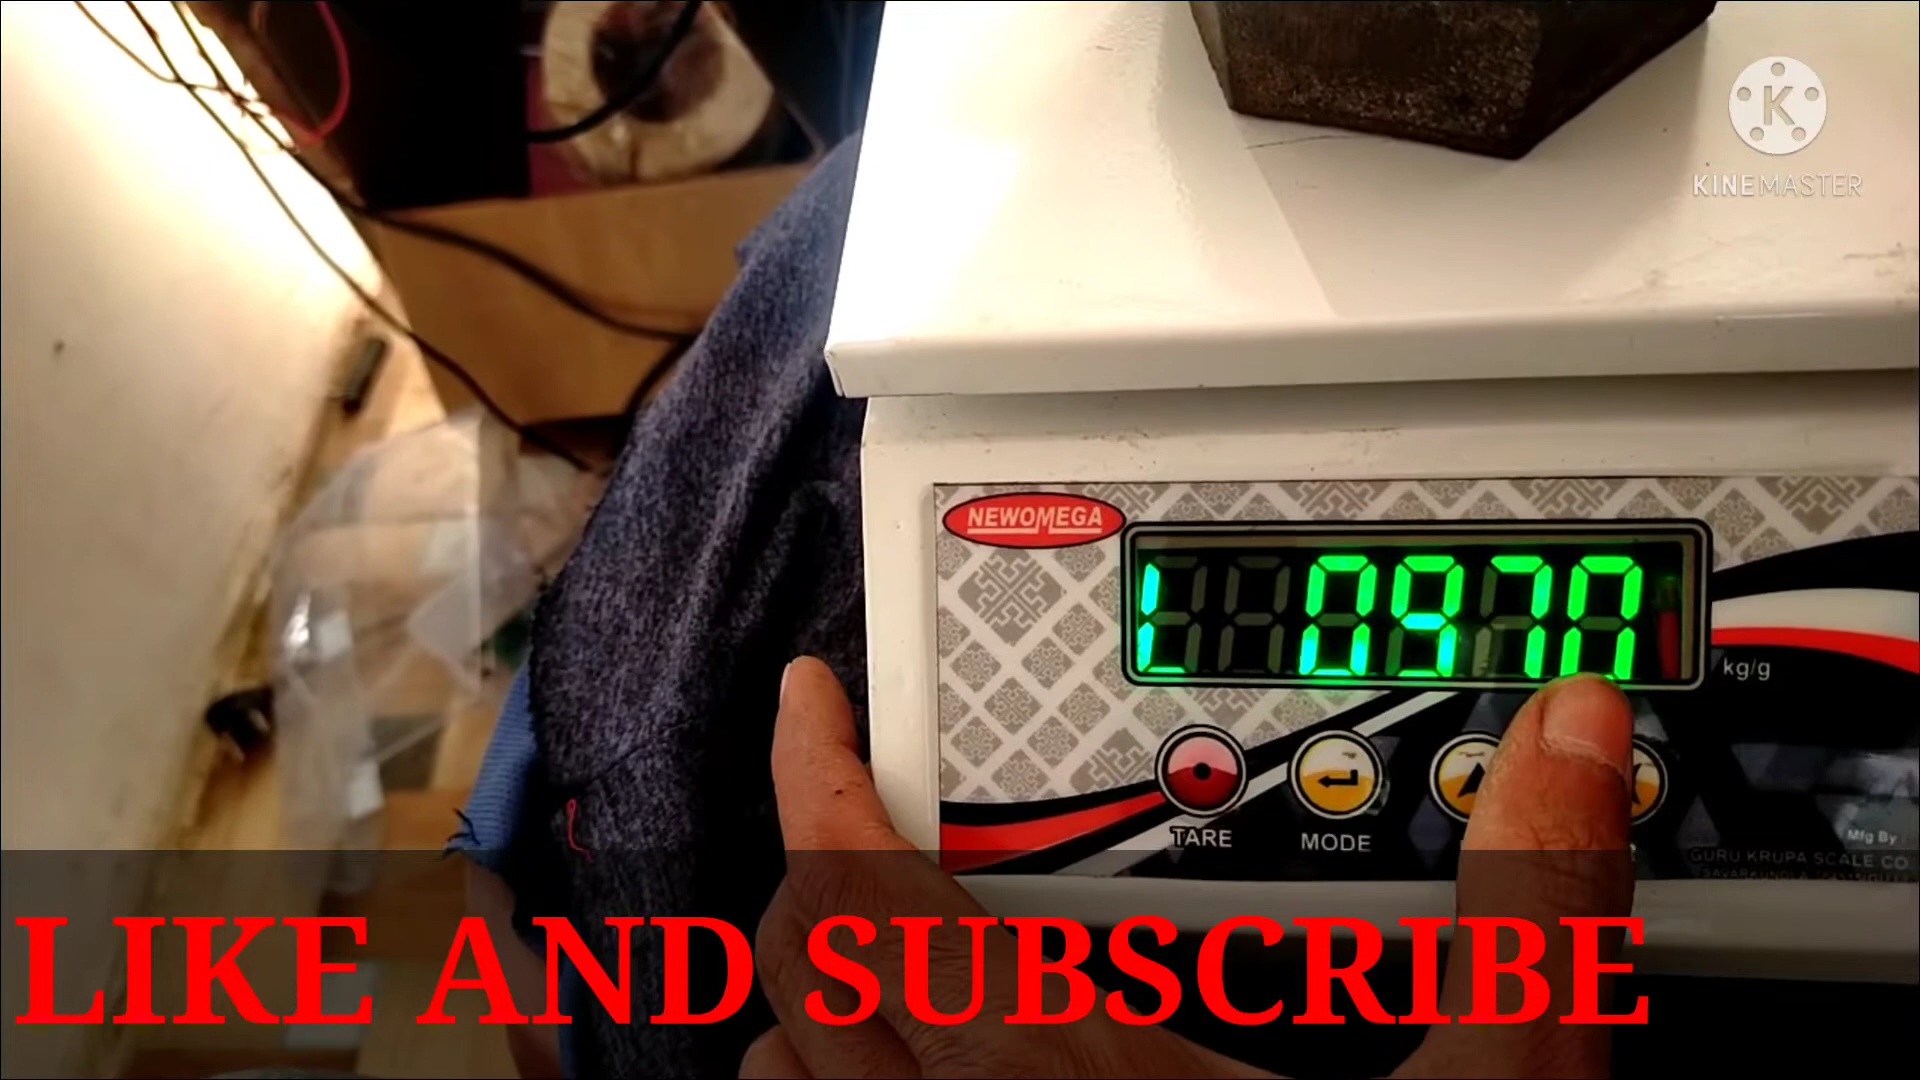 K
KINEMASTER
NEWOMEGA
L 0970
kg/g
TARE
MODE
Mfg By
GURU KRUPA SCALE CO.
LIKE AND SUBSCRIBE